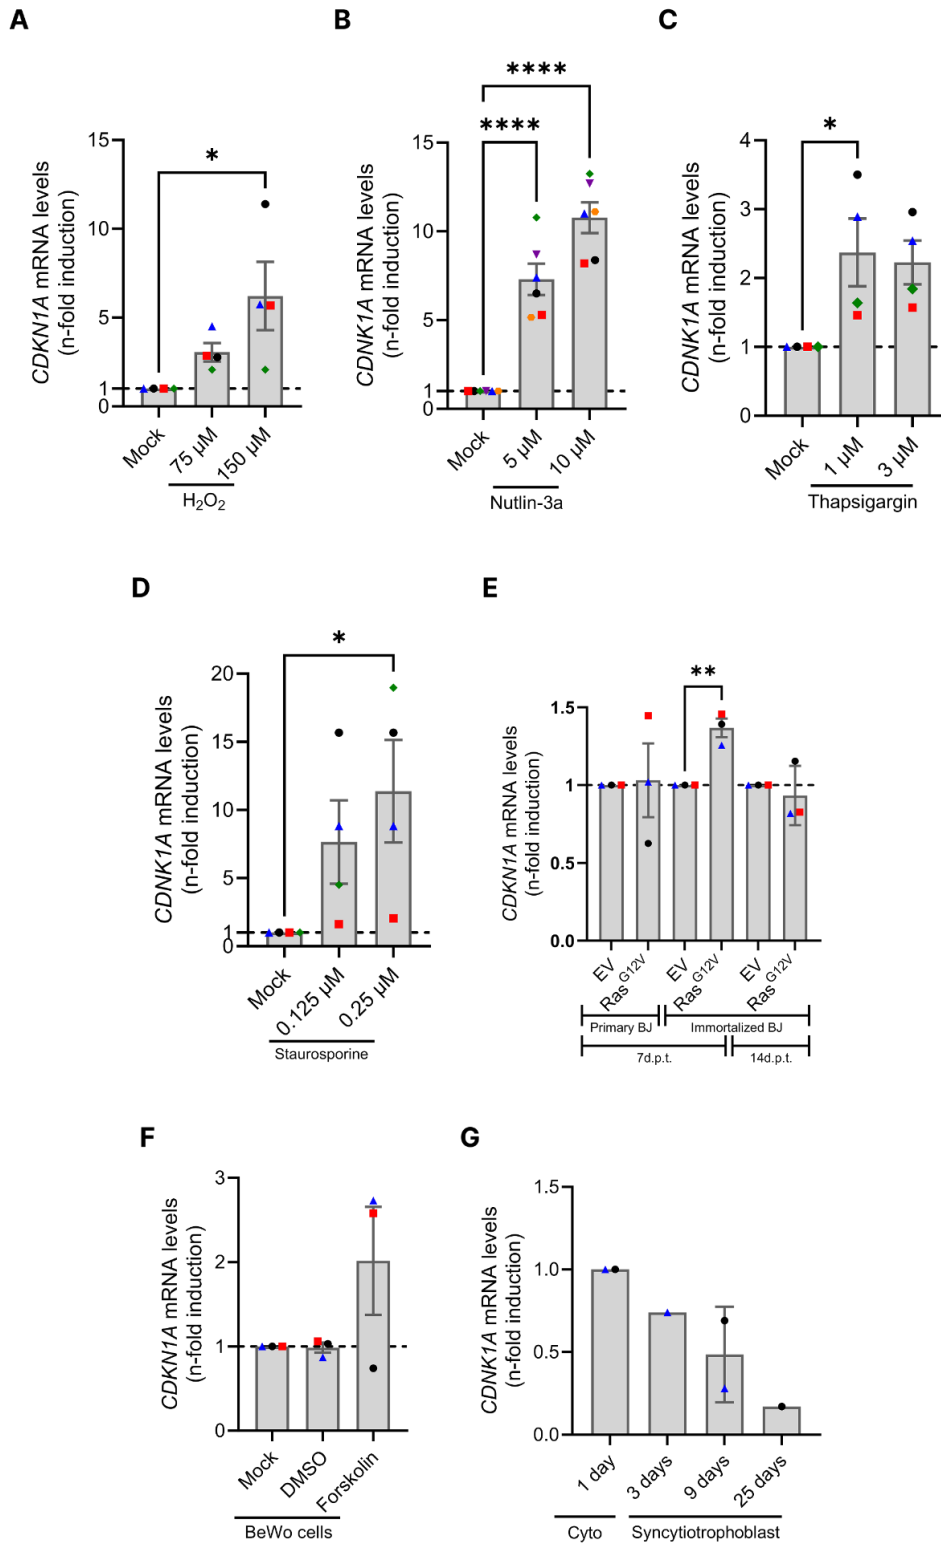 A
CDKN1A mRNA levels
(n-fold induction)
15
10
5
1
0
*
Mock
75 µM
150 µM
H₂O₂
B
CDNK1A mRNA levels
(n-fold induction)
15
10
5
1
0
****
****
Mock
5 µM
10 µM
Nutlin-3a
C
CDNK1A mRNA levels
(n-fold induction)
4
3
2
1
0
*
Mock
1 µM
3 µM
Thapsigargin
D
CDNK1A mRNA levels
(n-fold induction)
20
15
10
5
1
0
*
Mock
0.125 µM
0.25 µM
Staurosporine
E
CDKN1A mRNA levels
(n-fold induction)
1.5
1
0.5
0.0
**
EV
Ras G12V
EV
Ras G12V
EV
Ras G12V
Primary BJ
Immortalized BJ
7d.p.t.
14d.p.t.
F
CDKN1A mRNA levels
(n-fold induction)
3
2
1
0
Mock
DMSO
Forskolin
BeWo cells
G
CDNK1A mRNA levels
(n-fold induction)
1.5
1.0
0.5
0.0
1 day
3 days
9 days
25 days
Cyto
Syncytiotrophoblast